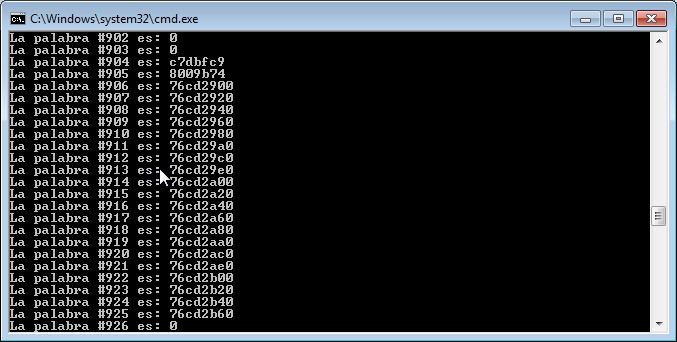 C:\Windows\system32\cmd.exe
La palabra #902 es: 0
La palabra #903 es: 0
La palabra #904 es: c7dbfc9
La palabra #905 es: 8009b74
La palabra #906 es: 76cd2900
La palabra #907 es: 76cd2920
La palabra #908 es: 76cd2940
La palabra #909 es: 76cd2960
La palabra #910 es: 76cd2980
La palabra #911 es: 76cd29a0
La palabra #912 es: 76cd29c0
La palabra #913 es: 76cd29e0
La palabra #914 es: 76cd2a00
La palabra #915 es: 76cd2a20
La palabra #916 es: 76cd2a40
La palabra #917 es: 76cd2a60
La palabra #918 es: 76cd2a80
La palabra #919 es: 76cd2aa0
La palabra #920 es: 76cd2ac0
La palabra #921 es: 76cd2ae0
La palabra #922 es: 76cd2b00
La palabra #923 es: 76cd2b20
La palabra #924 es: 76cd2b40
La palabra #925 es: 76cd2b60
La palabra #926 es: 0